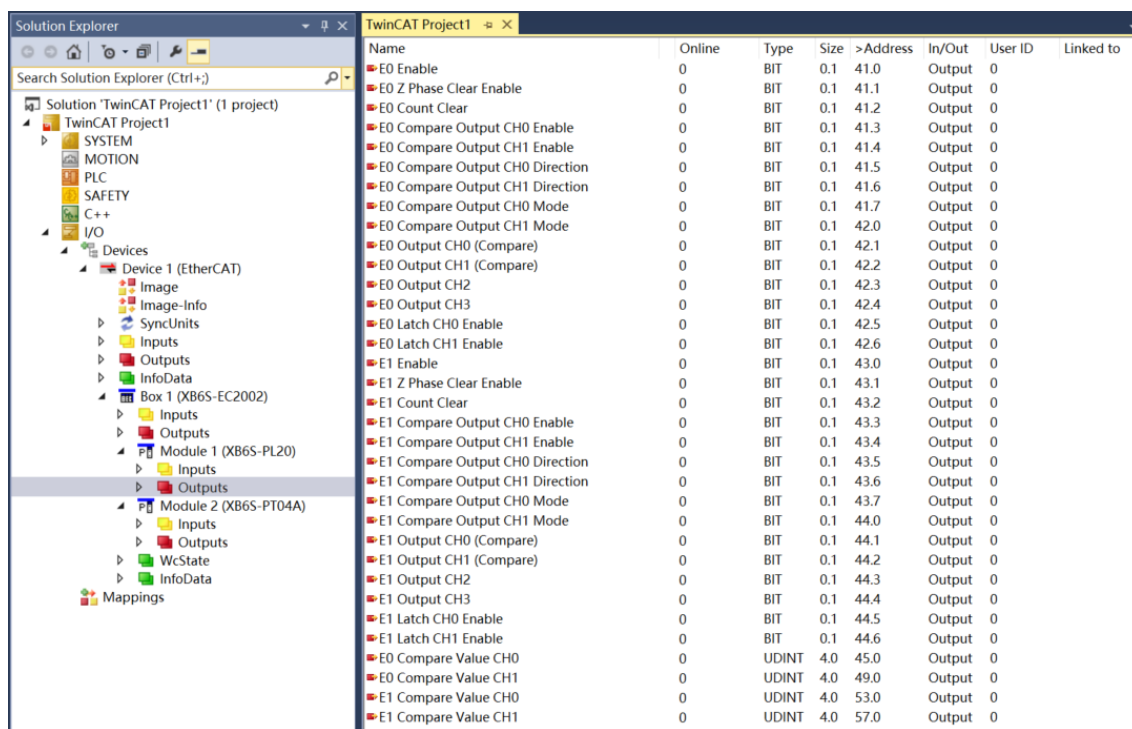 Solution Explorer
Search Solution Explorer (Ctrl+;)
Solution 'TwinCAT Project1' (1 project)
TwinCAT Project1
SYSTEM
MOTION
PLC
SAFETY
C++
I/O
Devices
Device 1 (EtherCAT)
Image
Image-Info
SyncUnits
Inputs
Outputs
InfoData
Box 1 (XB6S-EC2002)
Inputs
Outputs
Module 1 (XB6S-PL20)
Inputs
Outputs
Module 2 (XB6S-PT04A)
Inputs
Outputs
WcState
InfoData
Mappings
TwinCAT Project1
Name Online Type Size >Address In/Out User ID Linked to
E0 Enable 0 BIT 0.1 41.0 Output 0
E0 Z Phase Clear Enable 0 BIT 0.1 41.1 Output 0
E0 Count Clear 0 BIT 0.1 41.2 Output 0
E0 Compare Output CH0 Enable 0 BIT 0.1 41.3 Output 0
E0 Compare Output CH1 Enable 0 BIT 0.1 41.4 Output 0
E0 Compare Output CH0 Direction 0 BIT 0.1 41.5 Output 0
E0 Compare Output CH1 Direction 0 BIT 0.1 41.6 Output 0
E0 Compare Output CH0 Mode 0 BIT 0.1 41.7 Output 0
E0 Compare Output CH1 Mode 0 BIT 0.1 42.0 Output 0
E0 Output CH0 (Compare) 0 BIT 0.1 42.1 Output 0
E0 Output CH1 (Compare) 0 BIT 0.1 42.2 Output 0
E0 Output CH2 0 BIT 0.1 42.3 Output 0
E0 Output CH3 0 BIT 0.1 42.4 Output 0
E0 Latch CH0 Enable 0 BIT 0.1 42.5 Output 0
E0 Latch CH1 Enable 0 BIT 0.1 42.6 Output 0
E1 Enable 0 BIT 0.1 43.0 Output 0
E1 Z Phase Clear Enable 0 BIT 0.1 43.1 Output 0
E1 Count Clear 0 BIT 0.1 43.2 Output 0
E1 Compare Output CH0 Enable 0 BIT 0.1 43.3 Output 0
E1 Compare Output CH1 Enable 0 BIT 0.1 43.4 Output 0
E1 Compare Output CH0 Direction 0 BIT 0.1 43.5 Output 0
E1 Compare Output CH1 Direction 0 BIT 0.1 43.6 Output 0
E1 Compare Output CH0 Mode 0 BIT 0.1 43.7 Output 0
E1 Compare Output CH1 Mode 0 BIT 0.1 44.0 Output 0
E1 Output CH0 (Compare) 0 BIT 0.1 44.1 Output 0
E1 Output CH1 (Compare) 0 BIT 0.1 44.2 Output 0
E1 Output CH2 0 BIT 0.1 44.3 Output 0
E1 Output CH3 0 BIT 0.1 44.4 Output 0
E1 Latch CH0 Enable 0 BIT 0.1 44.5 Output 0
E1 Latch CH1 Enable 0 BIT 0.1 44.6 Output 0
E0 Compare Value CH0 0 UDINT 4.0 45.0 Output 0
E0 Compare Value CH1 0 UDINT 4.0 49.0 Output 0
E1 Compare Value CH0 0 UDINT 4.0 53.0 Output 0
E1 Compare Value CH1 0 UDINT 4.0 57.0 Output 0